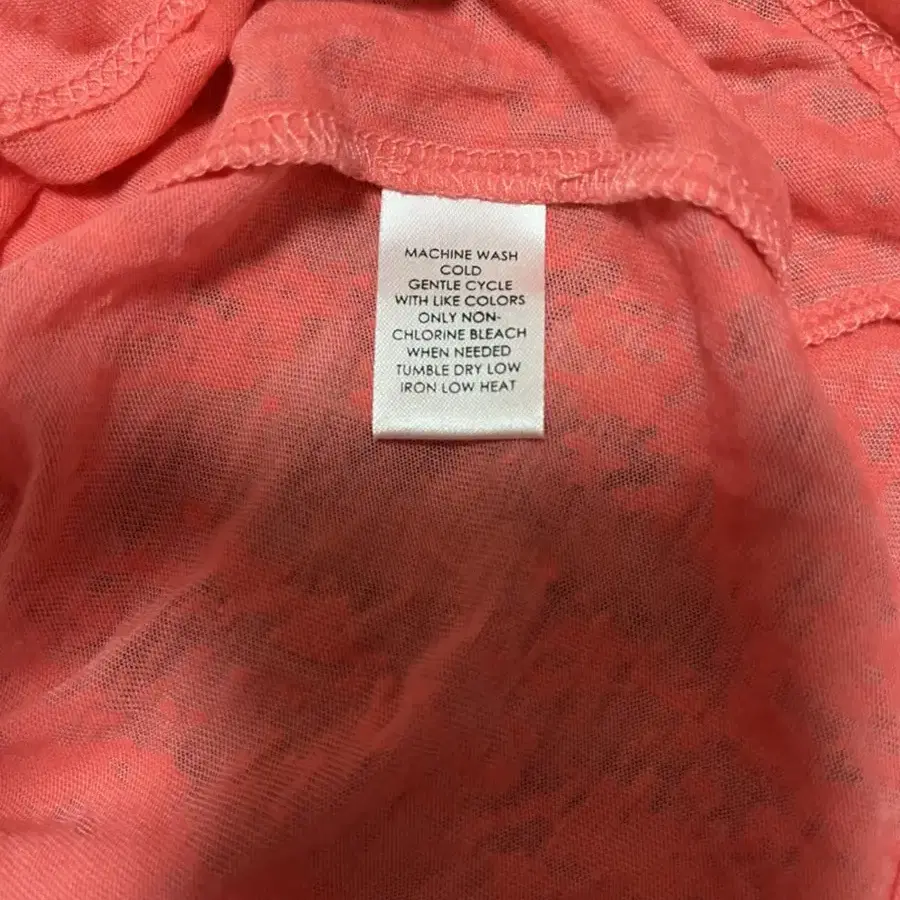 MACHINE WASH
COLD
GENTLE CYCLE
WITH LIKE COLORS
ONLY NON-
CHLORINE BLEACH
WHEN NEEDED
TUMBLE DRY LOW
IRON LOW HEAT